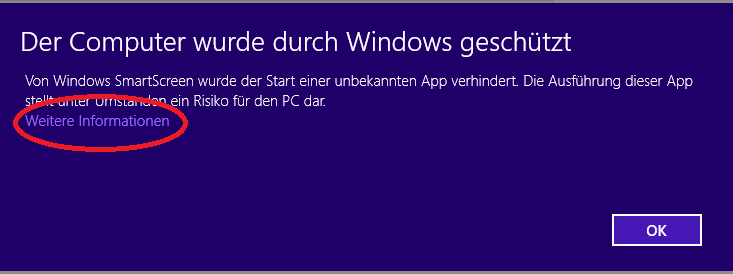 Der Computer wurde durch Windows geschützt
Von Windows SmartScreen wurde der Start einer unbekannten App verhindert. Die Ausführung dieser App
stellt unter Umständen ein Risiko für den PC dar.
Weitere Informationen
OK